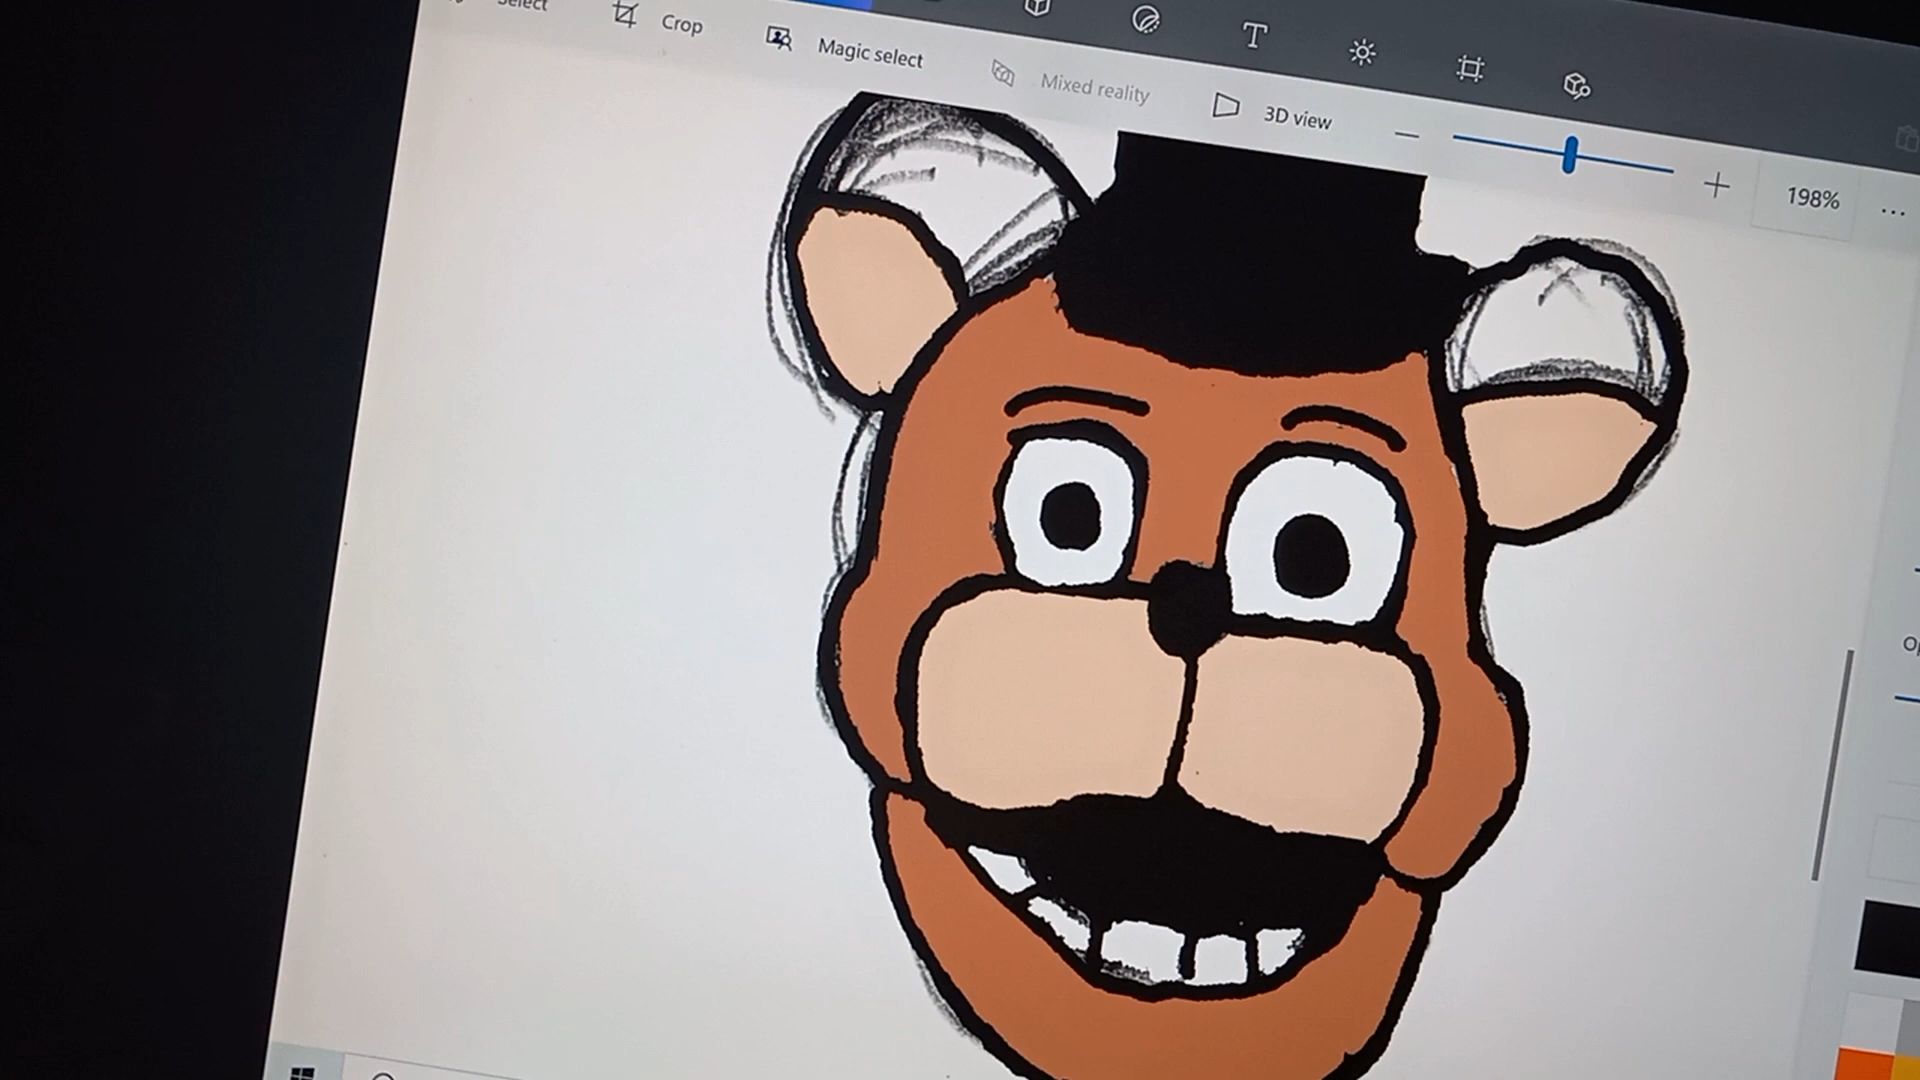 Select
Crop
Magic select
Mixed reality
3D view
198%